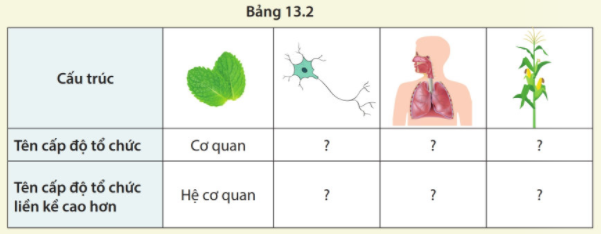 Bảng 13.2
Cấu trúc
Tên cấp độ tổ chức Cơ quan ? ? ?
Tên cấp độ tổ chức
liền kề cao hơn Hệ cơ quan ? ? ?